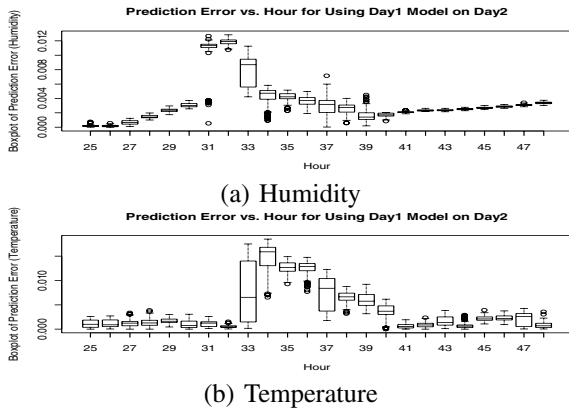 Prediction Error vs. Hour for Using Day1 Model on Day2
Boxplot of Prediction Error (Humidity)
0.012
0.008
0.004
0.000
25 27 29 31 33 35 37 39 41 43 45 47
Hour
(a) Humidity
Prediction Error vs. Hour for Using Day1 Model on Day2
Boxplot of Prediction Error (Temperature)
0.010
0.000
25 27 29 31 33 35 37 39 41 43 45 47
Hour
(b) Temperature